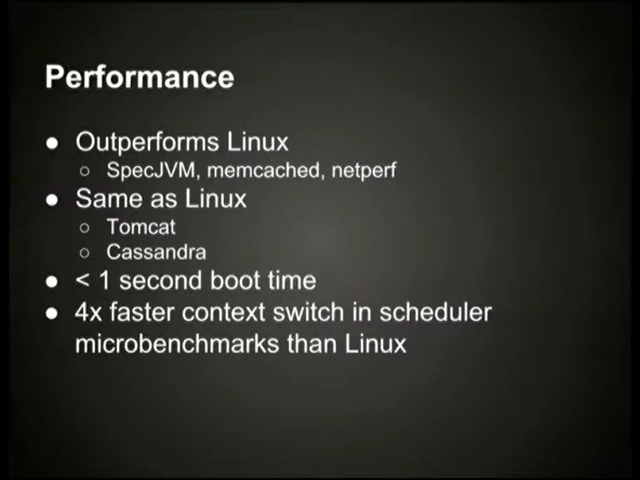 Performance
● Outperforms Linux
○ SpecJVM, memcached, netperf
● Same as Linux
○ Tomcat
○ Cassandra
● < 1 second boot time
● 4x faster context switch in scheduler
microbenchmarks than Linux